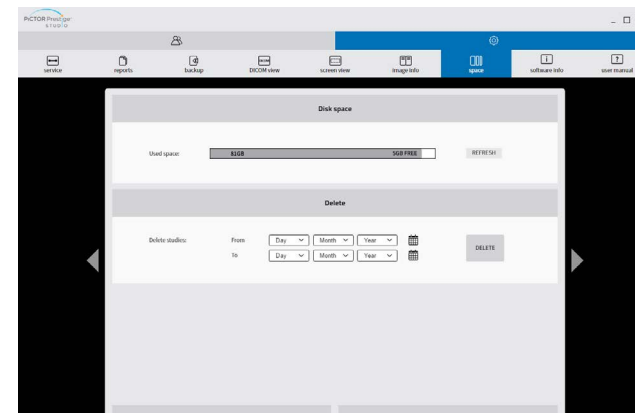 PiCTOR Prestige
STUDIO
service
reports
backup
DICOM view
screen view
image info
space
software info
user manual
Disk space
Used space:
81GB
5GB FREE
REFRESH
Delete
Delete studies:
From
Day
Month
Year
DELETE
To
Day
Month
Year